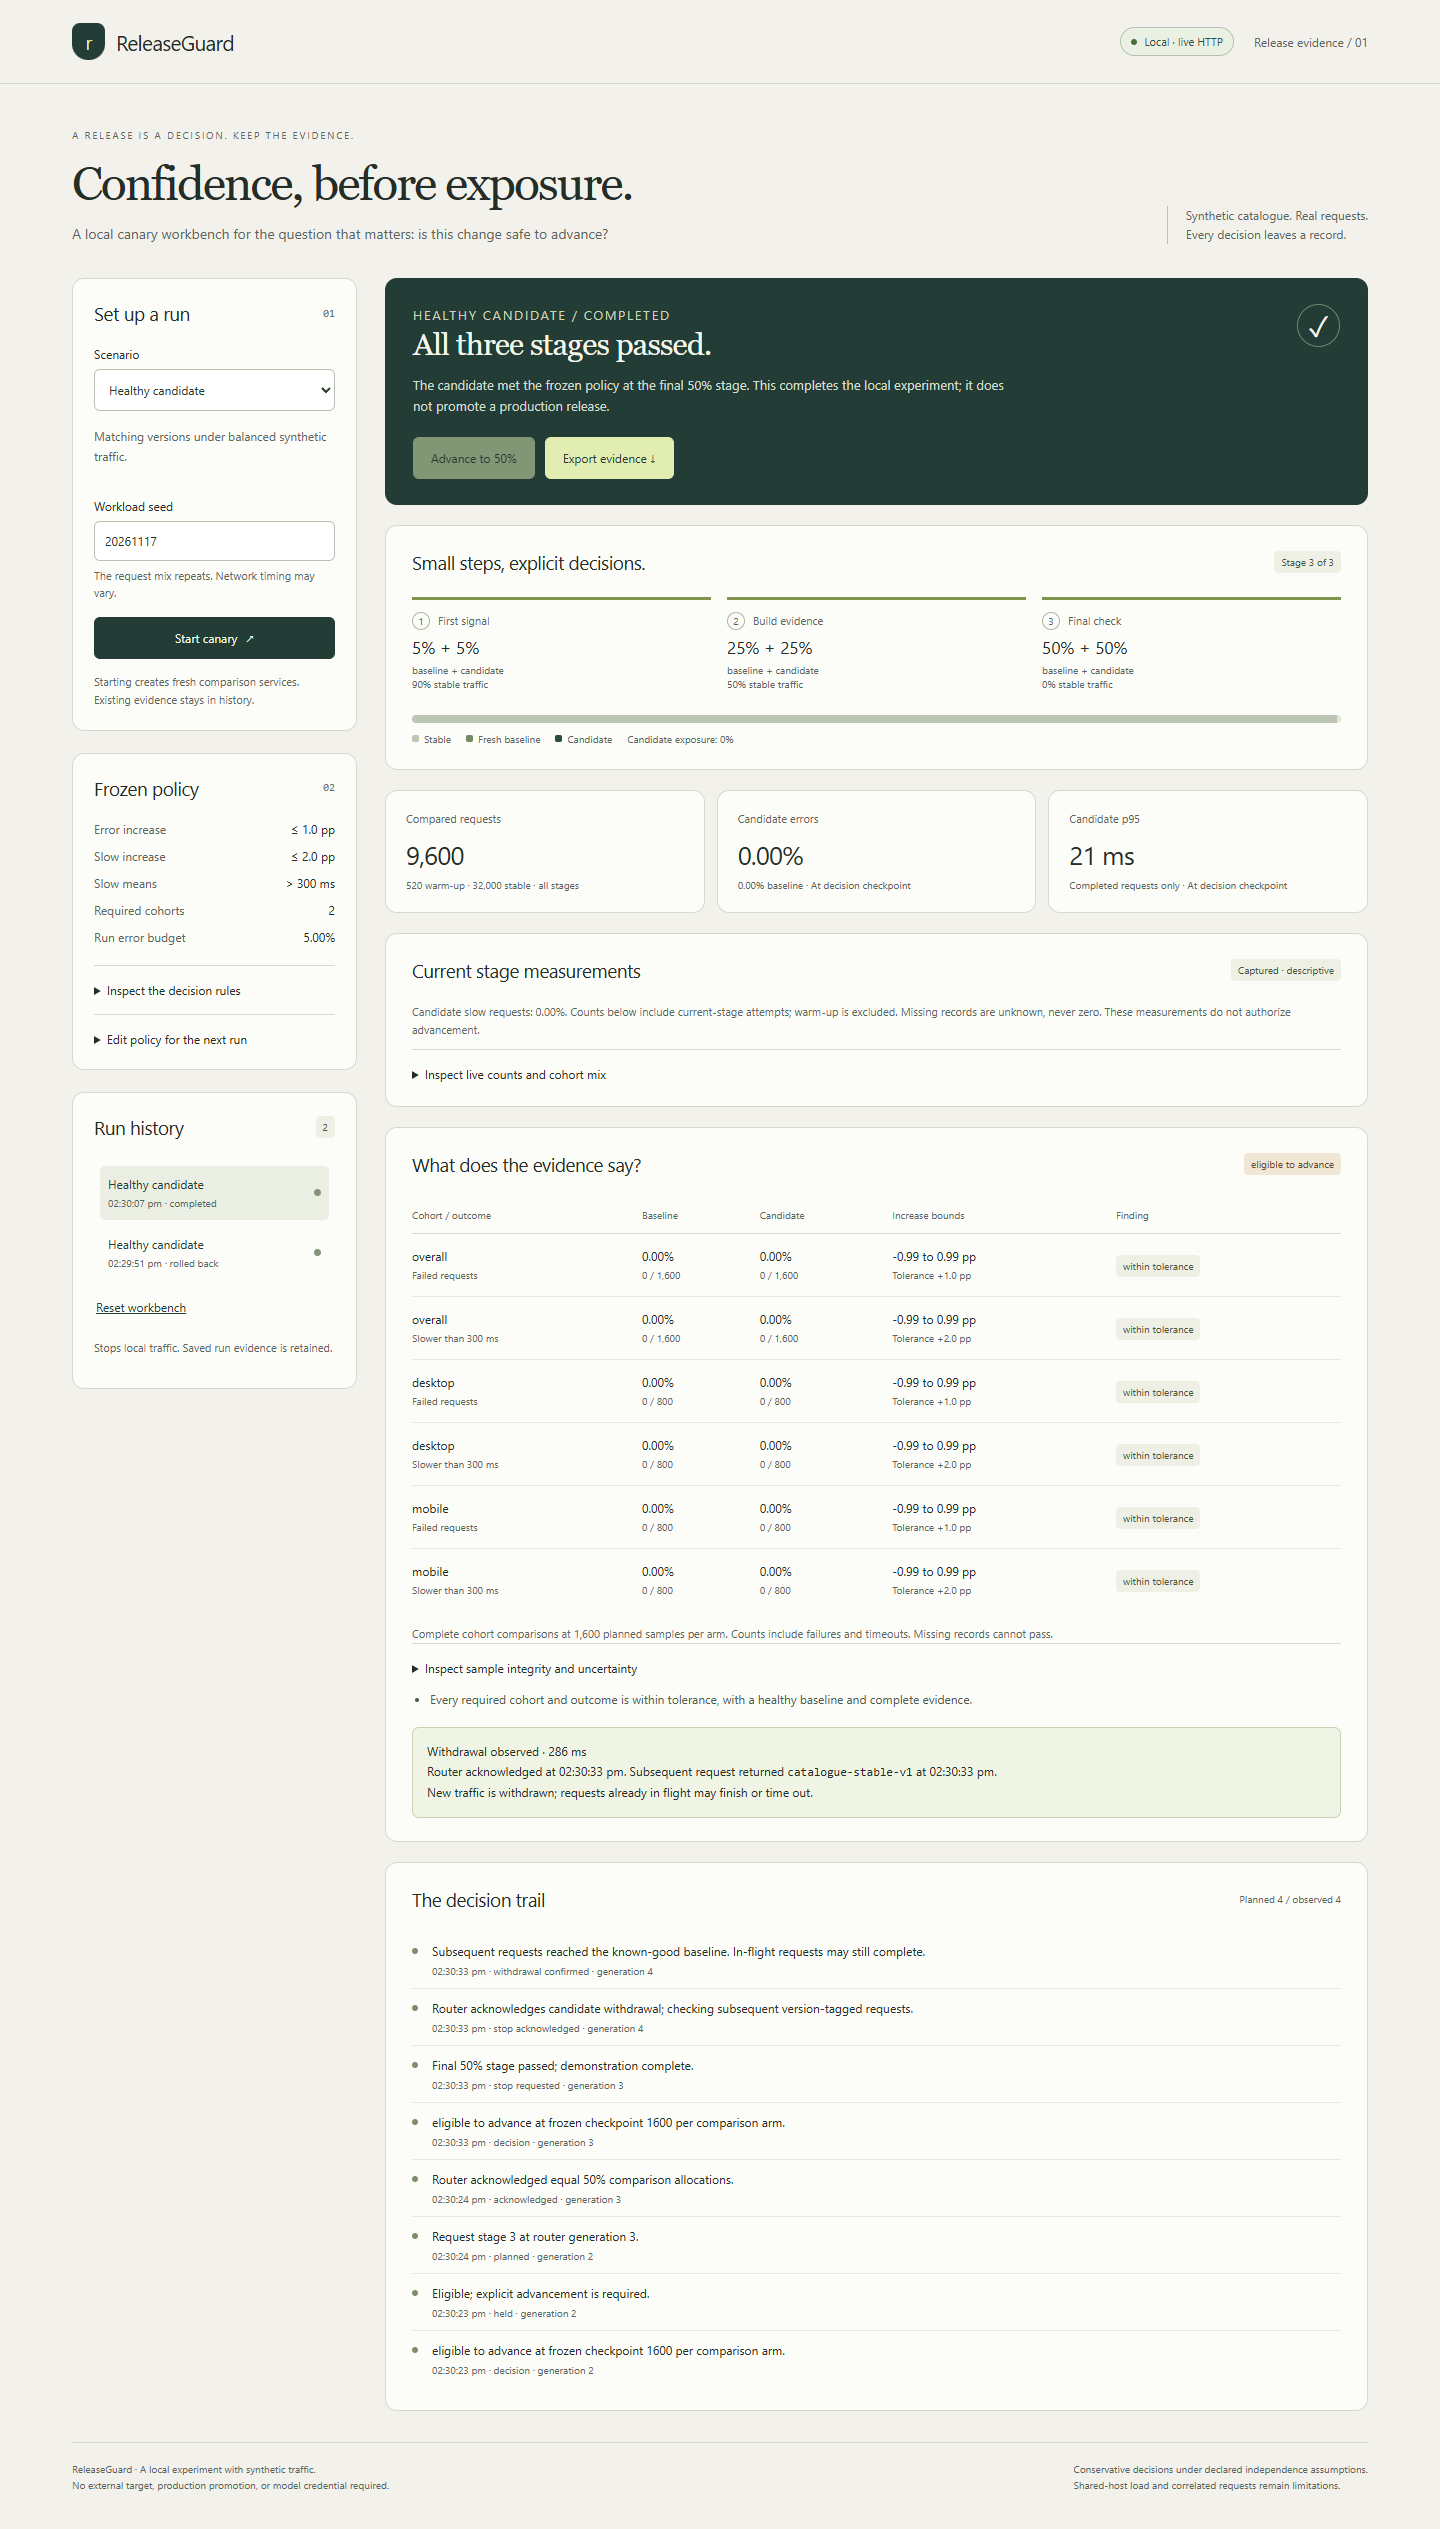 r ReleaseGuard
Local · live HTTP
Release evidence / 01
A RELEASE IS A DECISION. KEEP THE EVIDENCE.
Confidence, before exposure.
A local canary workbench for the question that matters: is this change safe to advance?
Synthetic catalogue. Real requests.
Every decision leaves a record.
Set up a run 01
Scenario
Healthy candidate
Matching versions under balanced synthetic
traffic.
Workload seed
20261117
The request mix repeats. Network timing may
vary.
Start canary ↗
Starting creates fresh comparison services.
Existing evidence stays in history.
Frozen policy 02
Error increase ≤ 1.0 pp
Slow increase ≤ 2.0 pp
Slow means > 300 ms
Required cohorts 2
Run error budget 5.00%
Inspect the decision rules
Edit policy for the next run
Run history 2
Healthy candidate
02:30:07 pm · completed
Healthy candidate
02:29:51 pm · rolled back
Reset workbench
Stops local traffic. Saved run evidence is retained.
HEALTHY CANDIDATE / COMPLETED
All three stages passed.
The candidate met the frozen policy at the final 50% stage. This completes the local experiment; it does
not promote a production release.
Advance to 50% Export evidence ↓
Small steps, explicit decisions. Stage 3 of 3
1 First signal
5% + 5%
baseline + candidate
90% stable traffic
2 Build evidence
25% + 25%
baseline + candidate
50% stable traffic
3 Final check
50% + 50%
baseline + candidate
0% stable traffic
Stable Fresh baseline Candidate Candidate exposure: 0%
Compared requests
9,600
520 warm-up · 32,000 stable · all stages
Candidate errors
0.00%
0.00% baseline · At decision checkpoint
Candidate p95
21 ms
Completed requests only · At decision checkpoint
Current stage measurements Captured · descriptive
Candidate slow requests: 0.00%. Counts below include current-stage attempts; warm-up is excluded. Missing records are unknown, never zero. These measurements do not authorize
advancement.
Inspect live counts and cohort mix
What does the evidence say? eligible to advance
Cohort / outcome Baseline Candidate Increase bounds Finding
overall 0.00% 0.00% -0.99 to 0.99 pp within tolerance
Failed requests 0 / 1,600 0 / 1,600 Tolerance +1.0 pp
overall 0.00% 0.00% -0.99 to 0.99 pp within tolerance
Slower than 300 ms 0 / 1,600 0 / 1,600 Tolerance +2.0 pp
desktop 0.00% 0.00% -0.99 to 0.99 pp within tolerance
Failed requests 0 / 800 0 / 800 Tolerance +1.0 pp
desktop 0.00% 0.00% -0.99 to 0.99 pp within tolerance
Slower than 300 ms 0 / 800 0 / 800 Tolerance +2.0 pp
mobile 0.00% 0.00% -0.99 to 0.99 pp within tolerance
Failed requests 0 / 800 0 / 800 Tolerance +1.0 pp
mobile 0.00% 0.00% -0.99 to 0.99 pp within tolerance
Slower than 300 ms 0 / 800 0 / 800 Tolerance +2.0 pp
Complete cohort comparisons at 1,600 planned samples per arm. Counts include failures and timeouts. Missing records cannot pass.
Inspect sample integrity and uncertainty
• Every required cohort and outcome is within tolerance, with a healthy baseline and complete evidence.
Withdrawal observed · 286 ms
Router acknowledged at 02:30:33 pm. Subsequent request returned catalogue-stable-v1 at 02:30:33 pm.
New traffic is withdrawn; requests already in flight may finish or time out.
The decision trail Planned 4 / observed 4
Subsequent requests reached the known-good baseline. In-flight requests may still complete.
02:30:33 pm · withdrawal confirmed · generation 4
Router acknowledges candidate withdrawal; checking subsequent version-tagged requests.
02:30:33 pm · stop acknowledged · generation 4
Final 50% stage passed; demonstration complete.
02:30:33 pm · stop requested · generation 3
eligible to advance at frozen checkpoint 1600 per comparison arm.
02:30:33 pm · decision · generation 3
Router acknowledged equal 50% comparison allocations.
02:30:24 pm · acknowledged · generation 3
Request stage 3 at router generation 3.
02:30:24 pm · planned · generation 2
Eligible; explicit advancement is required.
02:30:23 pm · held · generation 2
eligible to advance at frozen checkpoint 1600 per comparison arm.
02:30:23 pm · decision · generation 2
ReleaseGuard · A local experiment with synthetic traffic.
No external target, production promotion, or model credential required.
Conservative decisions under declared independence assumptions.
Shared-host load and correlated requests remain limitations.